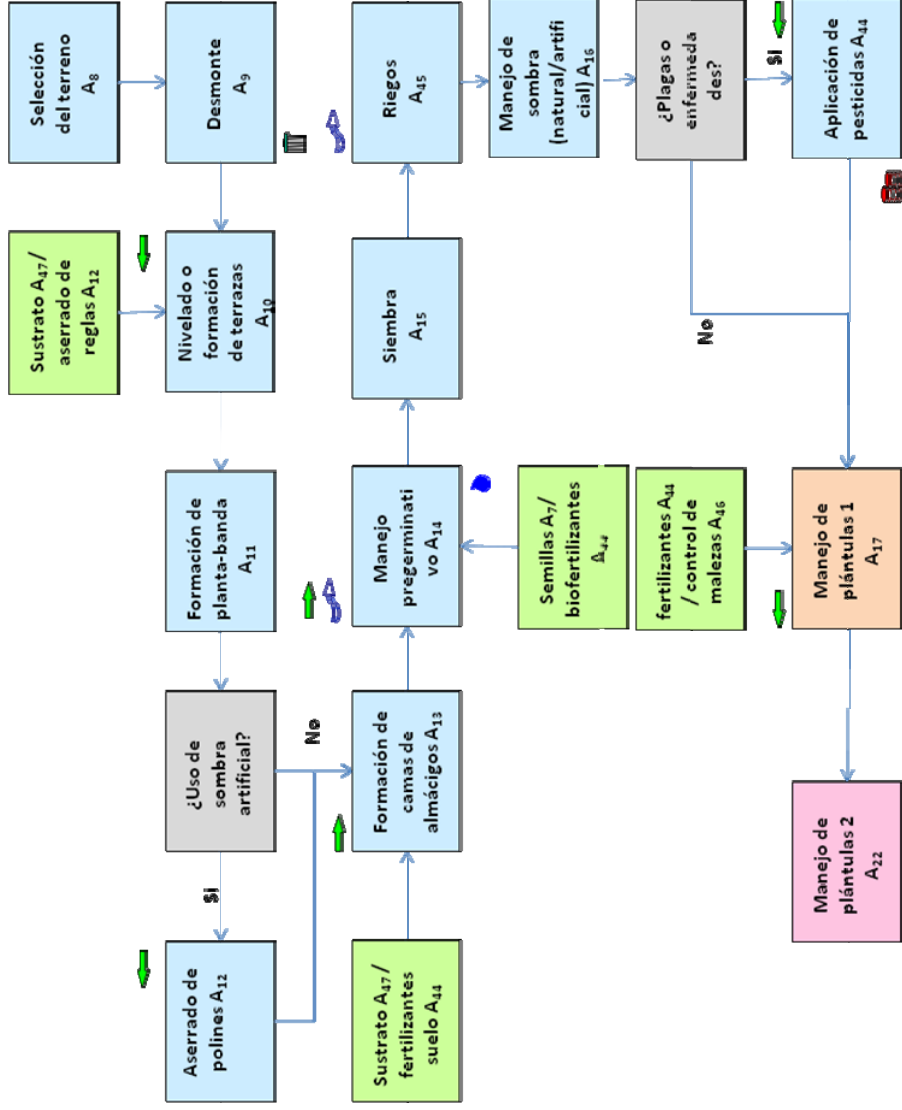 Sustrato A47/
aserrado de
reglas A12
Selección
del terreno
A8
Aserrado de
polines A12
Si
¿Uso de
sombra
artificial?
No
Formación de
planta-banda
A11
Nivelado o
formación
de terrazas
A10
Desmonte
A9
Sustrato A47/
fertilizantes
suelo A44
Formación de
camas de
almácigos A13
Manejo
pregerminati
vo A14
Siembra
A15
Riegos
A45
Semillas A7/
biofertilizantes
A44
Manejo de
sombra
(natural/artifi
cial) A16
fertilizantes A44
/ control de
malezas A46
¿Plagas o
enfermeda
des?
No
Si
Manejo de
plántulas 2
A22
Manejo de
plántulas 1
A17
Aplicación de
pesticidas A44